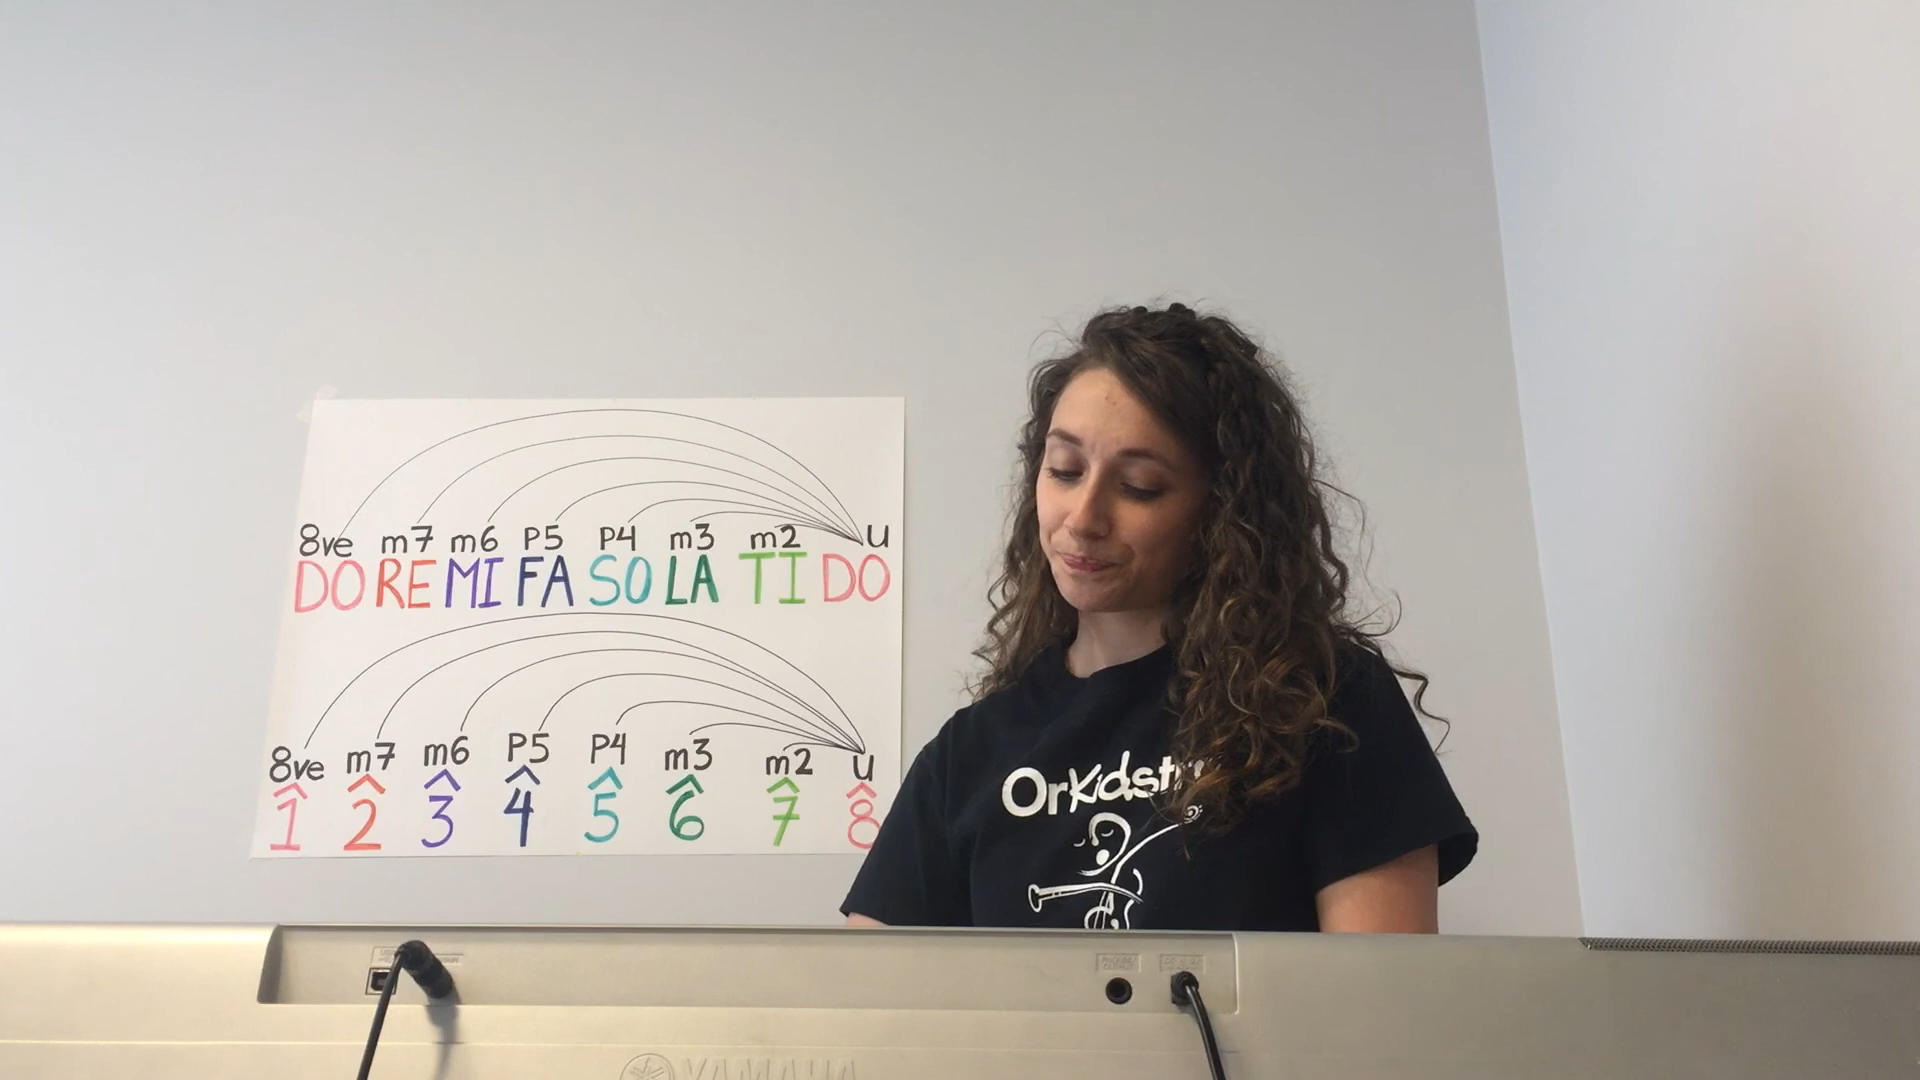 8ve m7 m6 P5 P4 m3 m2 U
DO RE MI FA SO LA TI DO
8ve m7 m6 P5 P4 m3 m2 U
1 2 3 4 5 6 7 8
YAMAHA